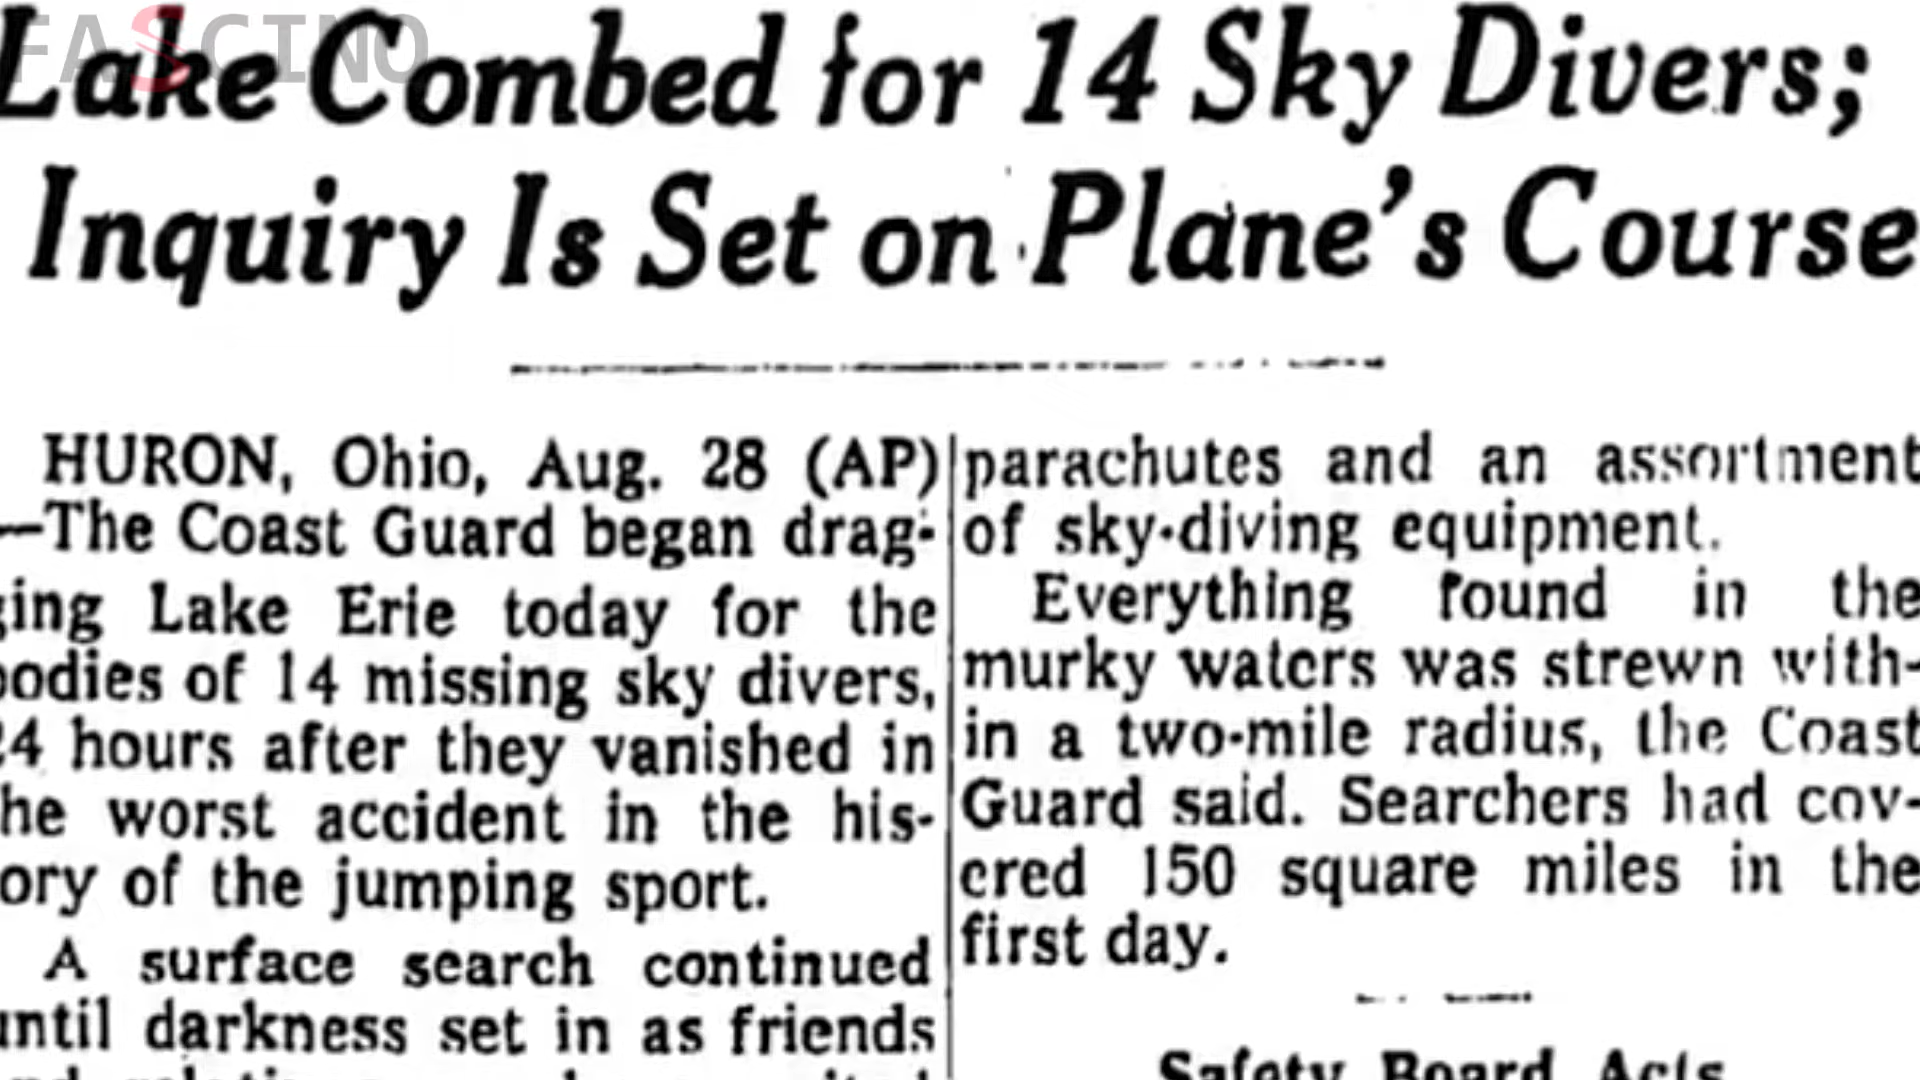 FASCINO
Lake Combed for 14 Sky Divers;
Inquiry Is Set on Plane's Course
HURON, Ohio, Aug. 28 (AP)
—The Coast Guard began drag-
ging Lake Erie today for the
bodies of 14 missing sky divers,
24 hours after they vanished in
the worst accident in the his-
tory of the jumping sport.
A surface search continued
until darkness set in as friends
parachutes and an assortment
of sky-diving equipment.
Everything found in the
murky waters was strewn with-
in a two-mile radius, the Coast
Guard said. Searchers had cov-
ered 150 square miles in the
first day.
Safety Board Acts